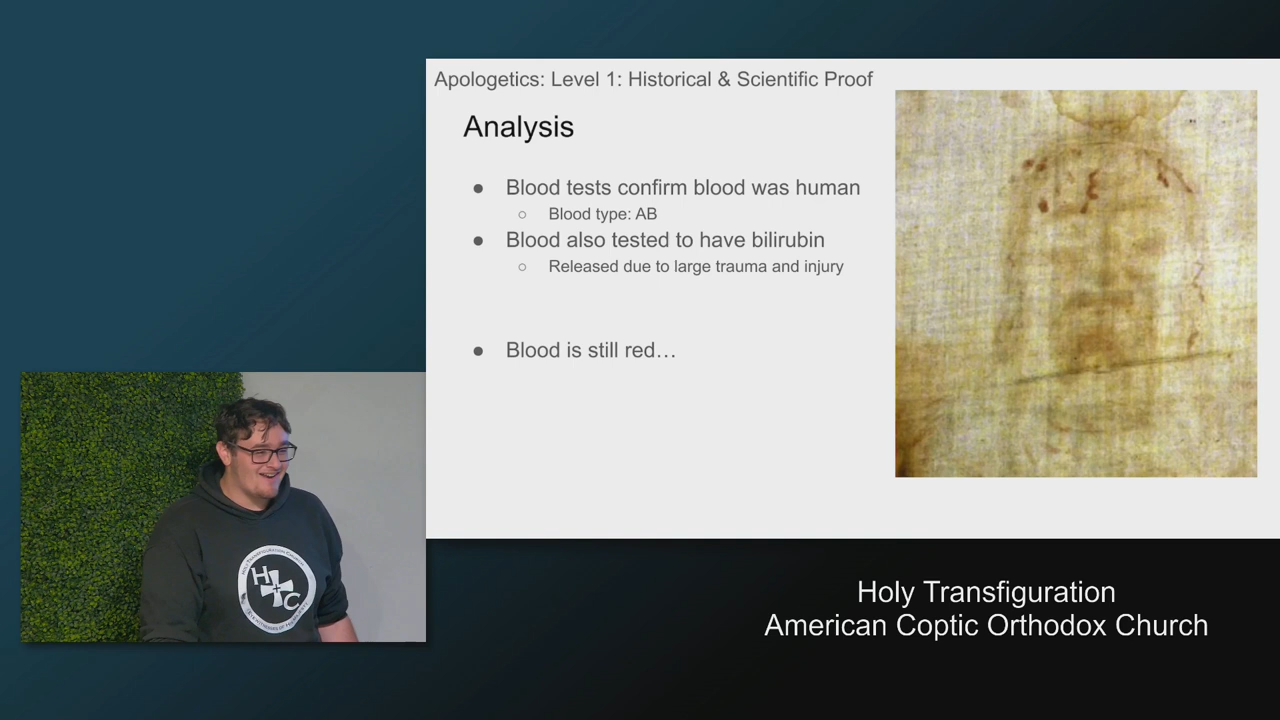 Apologetics: Level 1: Historical & Scientific Proof
Analysis
● Blood tests confirm blood was human
○ Blood type: AB
● Blood also tested to have bilirubin
○ Released due to large trauma and injury
● Blood is still red…
H C
Holy Transfiguration
American Coptic Orthodox Church